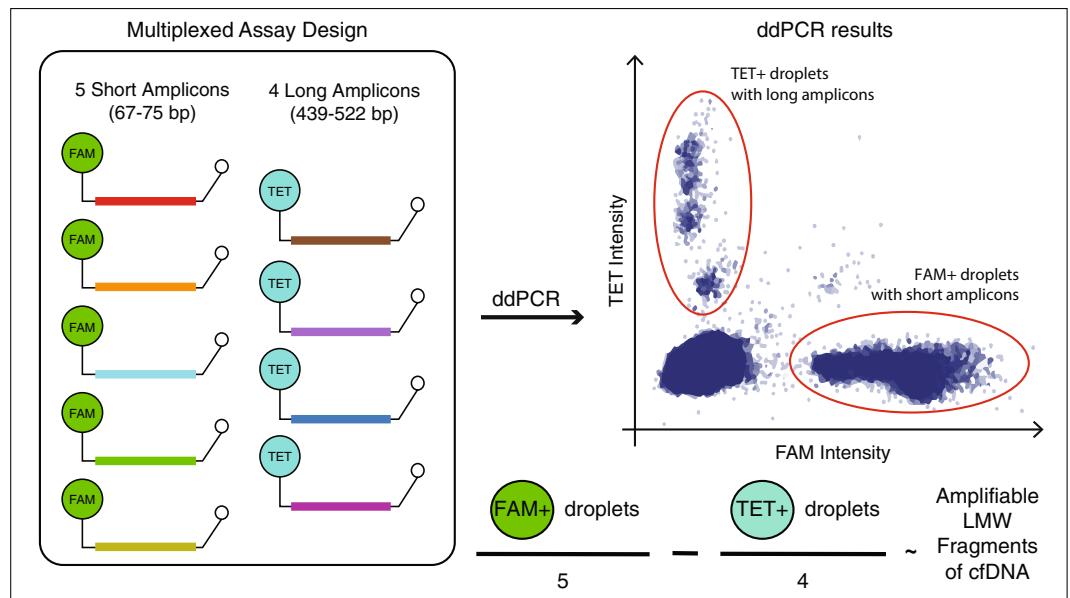 Multiplexed Assay Design
5 Short Amplicons
(67-75 bp)
FAM
FAM
FAM
FAM
FAM
4 Long Amplicons
(439-522 bp)
TET
TET
TET
TET
ddPCR
ddPCR results
TET+ droplets
with long amplicons
FAM+ droplets
with short amplicons
TET Intensity
FAM Intensity
FAM+ droplets
5
–
TET+ droplets
4
~
Amplifiable
LMW
Fragments
of cfDNA